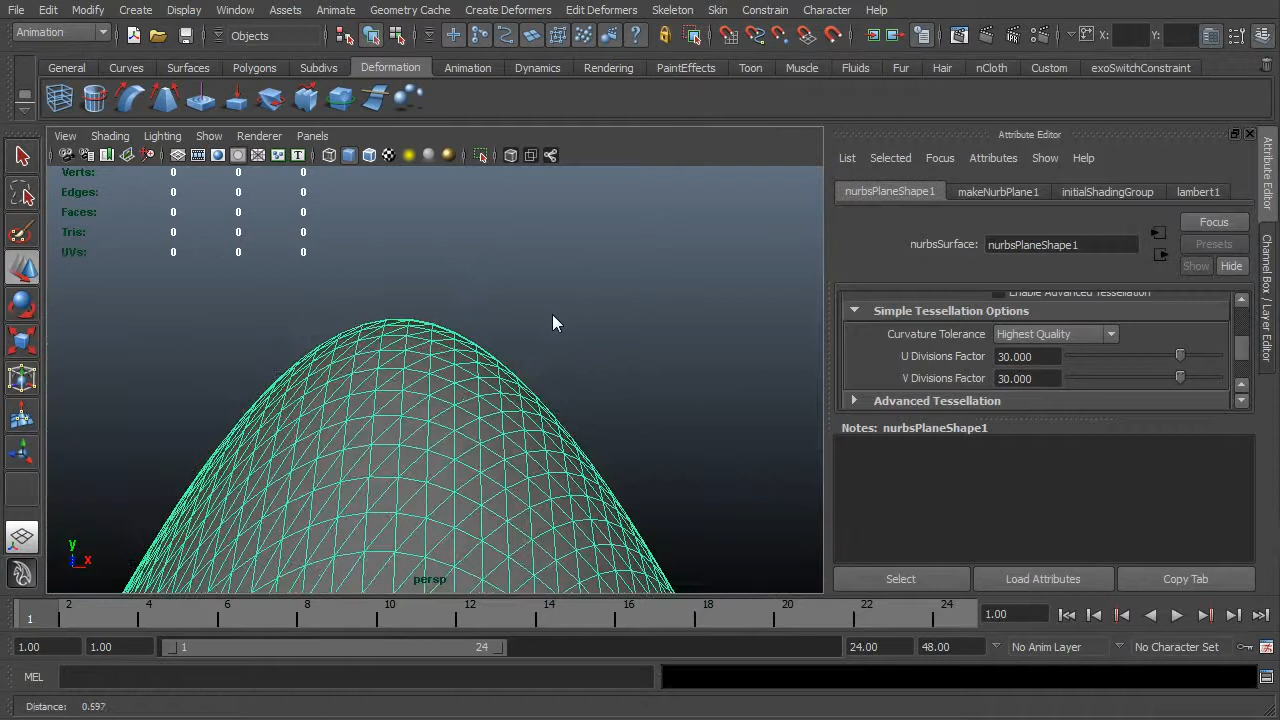 File Edit Modify Create Display Window Assets Animate Geometry Cache Create Deformers Edit Deformers Skeleton Skin Constrain Character Help
Animation Objects X: Y:
General Curves Surfaces Polygons Subdivs Deformation Animation Dynamics Rendering PaintEffects Toon Muscle Fluids Fur Hair nCloth Custom exoSwitchConstraint
View Shading Lighting Show Renderer Panels
Verts: 0 0 0
Edges: 0 0 0
Faces: 0 0 0
Tris: 0 0 0
UVs: 0 0 0
y
x
persp
Attribute Editor
List Selected Focus Attributes Show Help
nurbsPlaneShape1 makeNurbPlane1 initialShadingGroup lambert1
Focus
nurbsSurface: nurbsPlaneShape1 Presets
Show Hide
Enable Advanced Tessellation
Simple Tessellation Options
Curvature Tolerance Highest Quality
U Divisions Factor 30.000
V Divisions Factor 30.000
Advanced Tessellation
Notes: nurbsPlaneShape1
Select Load Attributes Copy Tab
Attribute Editor
Channel Box / Layer Editor
1 2 4 6 8 10 12 14 16 18 20 22 24 1.00
1.00 1.00 1 24 24.00 48.00 No Anim Layer No Character Set
MEL
Distance: 0.597